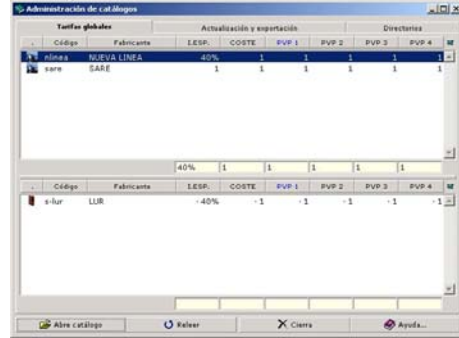 Administración de catálogos
Tarifas globales Actualización y exportación Directorios
. Código Fabricante I.ESP. COSTE PVP 1 PVP 2 PVP 3 PVP 4
nlinea NUEVA LINEA 40% 1 1 1 1 1
sare SARE 1 1 1 1 1 1
40% 1 1 1 1 1
. Código Fabricante I.ESP. COSTE PVP 1 PVP 2 PVP 3 PVP 4
s-lur LUR - 40% - 1 - 1 - 1 - 1 - 1
Abre catálogo Releer Cierra Ayuda...